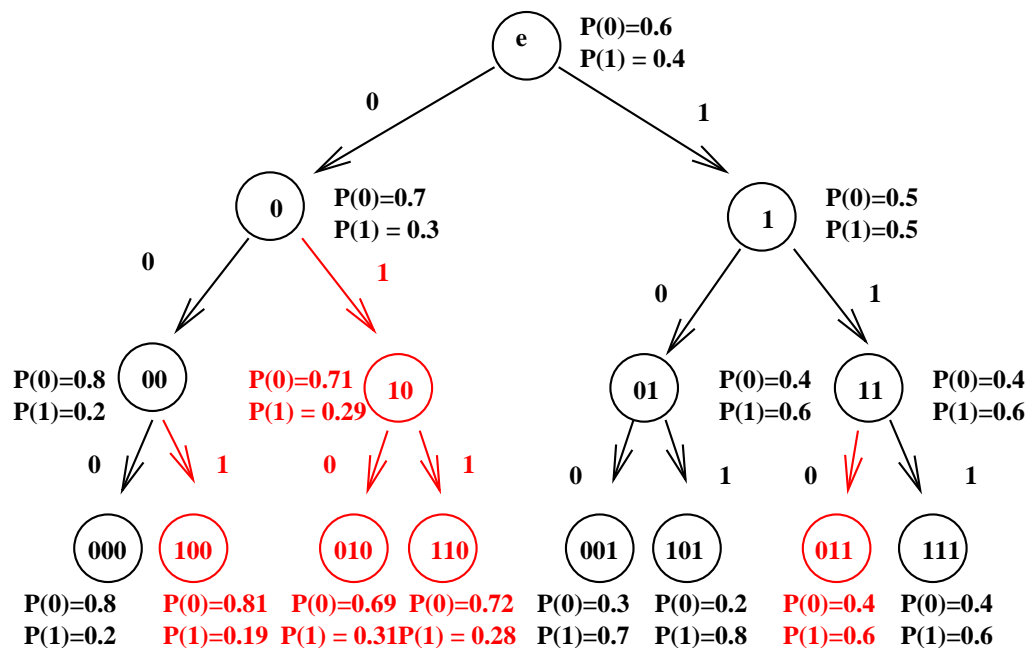 e
P(0)=0.6
P(1) = 0.4
0
1
0
P(0)=0.7
P(1) = 0.3
1
P(0)=0.5
P(1)=0.5
0
1
0
1
P(0)=0.8
P(1)=0.2
00
P(0)=0.71
P(1) = 0.29
10
01
P(0)=0.4
P(1)=0.6
11
P(0)=0.4
P(1)=0.6
0
1
0
1
0
1
0
1
000
100
010
110
001
101
011
111
P(0)=0.8
P(1)=0.2
P(0)=0.81
P(1)=0.19
P(0)=0.69
P(1) = 0.31
P(0)=0.72
P(1) = 0.28
P(0)=0.3
P(1)=0.7
P(0)=0.2
P(1)=0.8
P(0)=0.4
P(1)=0.6
P(0)=0.4
P(1)=0.6